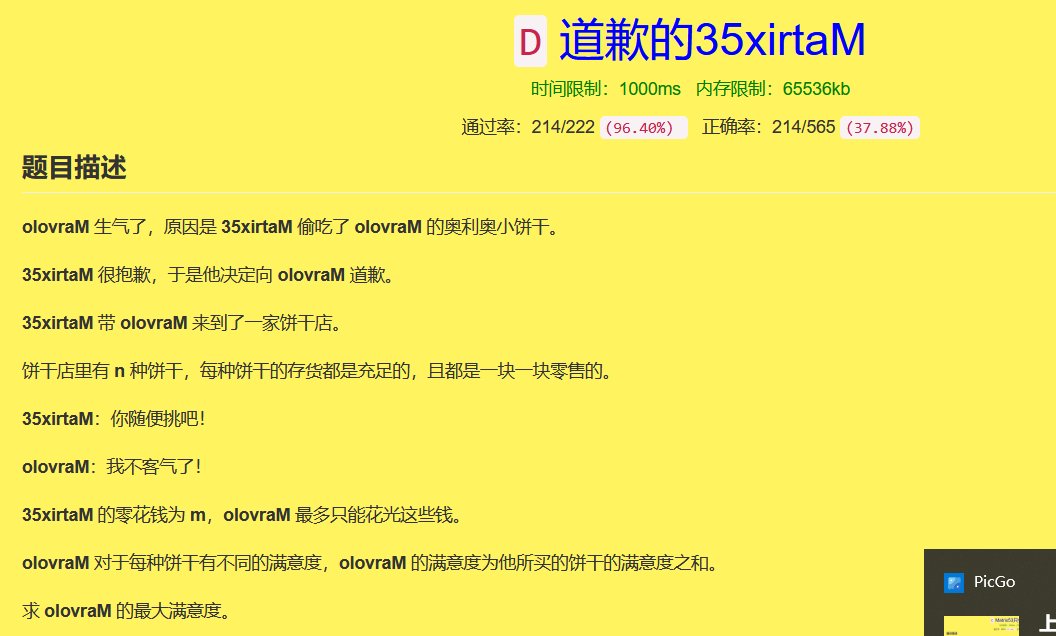 D 道歉的35xirtaM
时间限制：1000ms 内存限制：65536kb
通过率：214/222 (96.40%) 正确率：214/565 (37.88%)
题目描述
olovraM 生气了，原因是 35xirtaM 偷吃了 olovraM 的奥利奥小饼干。
35xirtaM 很抱歉，于是他决定向 olovraM 道歉。
35xirtaM 带 olovraM 来到了一家饼干店。
饼干店里有 n 种饼干，每种饼干的存货都是充足的，且都是一块一块零售的。
35xirtaM：你随便挑吧！
olovraM：我不客气了！
35xirtaM 的零花钱为 m，olovraM 最多只能花光这些钱。
olovraM 对于每种饼干有不同的满意度，olovraM 的满意度为他所买的饼干的满意度之和。
求 olovraM 的最大满意度。
PicGo
上